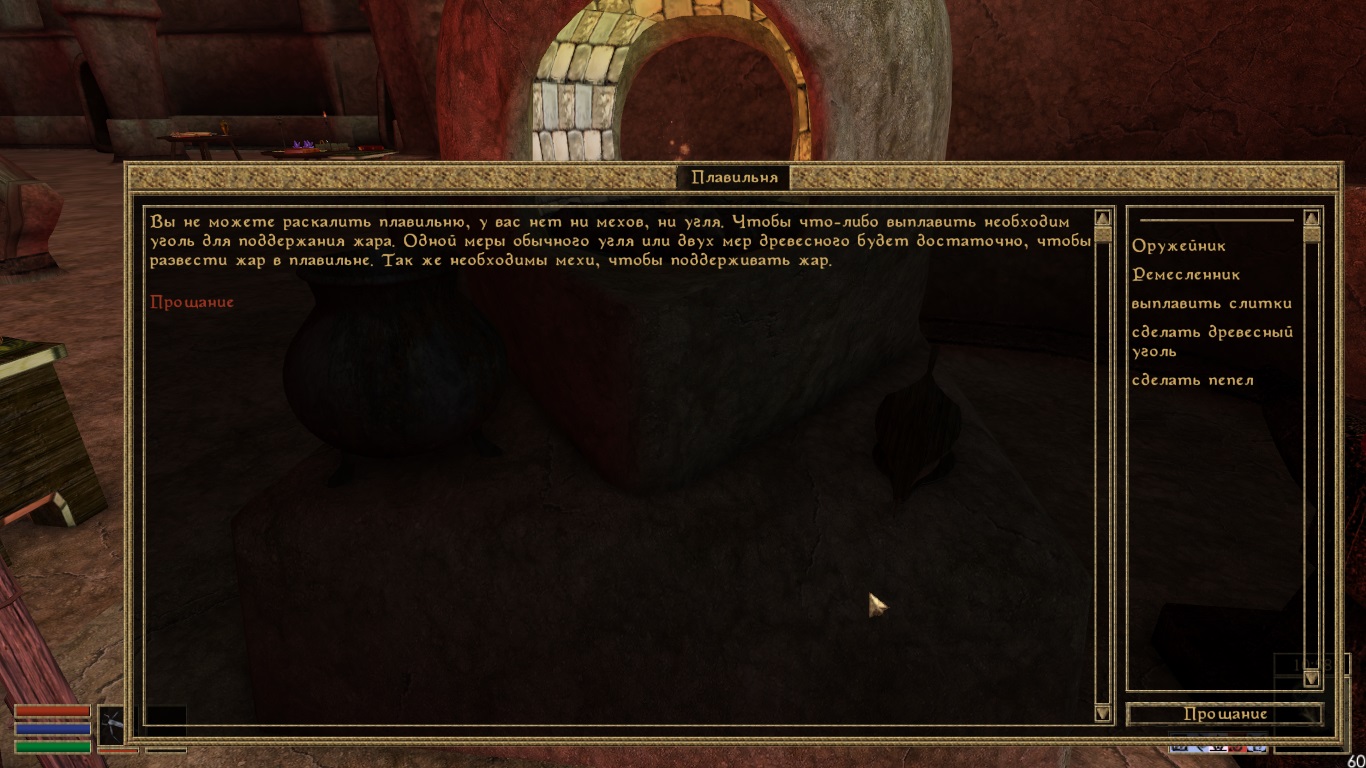 Плавильня
Вы не можете раскалить плавильню, у вас нет ни мехов, ни угля. Чтобы что-либо выплавить необходим
уголь для поддержания жара. Одной меры обычного угля или двух мер древесного будет достаточно, чтобы
развести жар в плавильне. Так же необходимы мехи, чтобы поддерживать жар.
Прощание
Оружейник
Ремесленник
выплавить слитки
сделать древесный
уголь
сделать пепел
Прощание
60